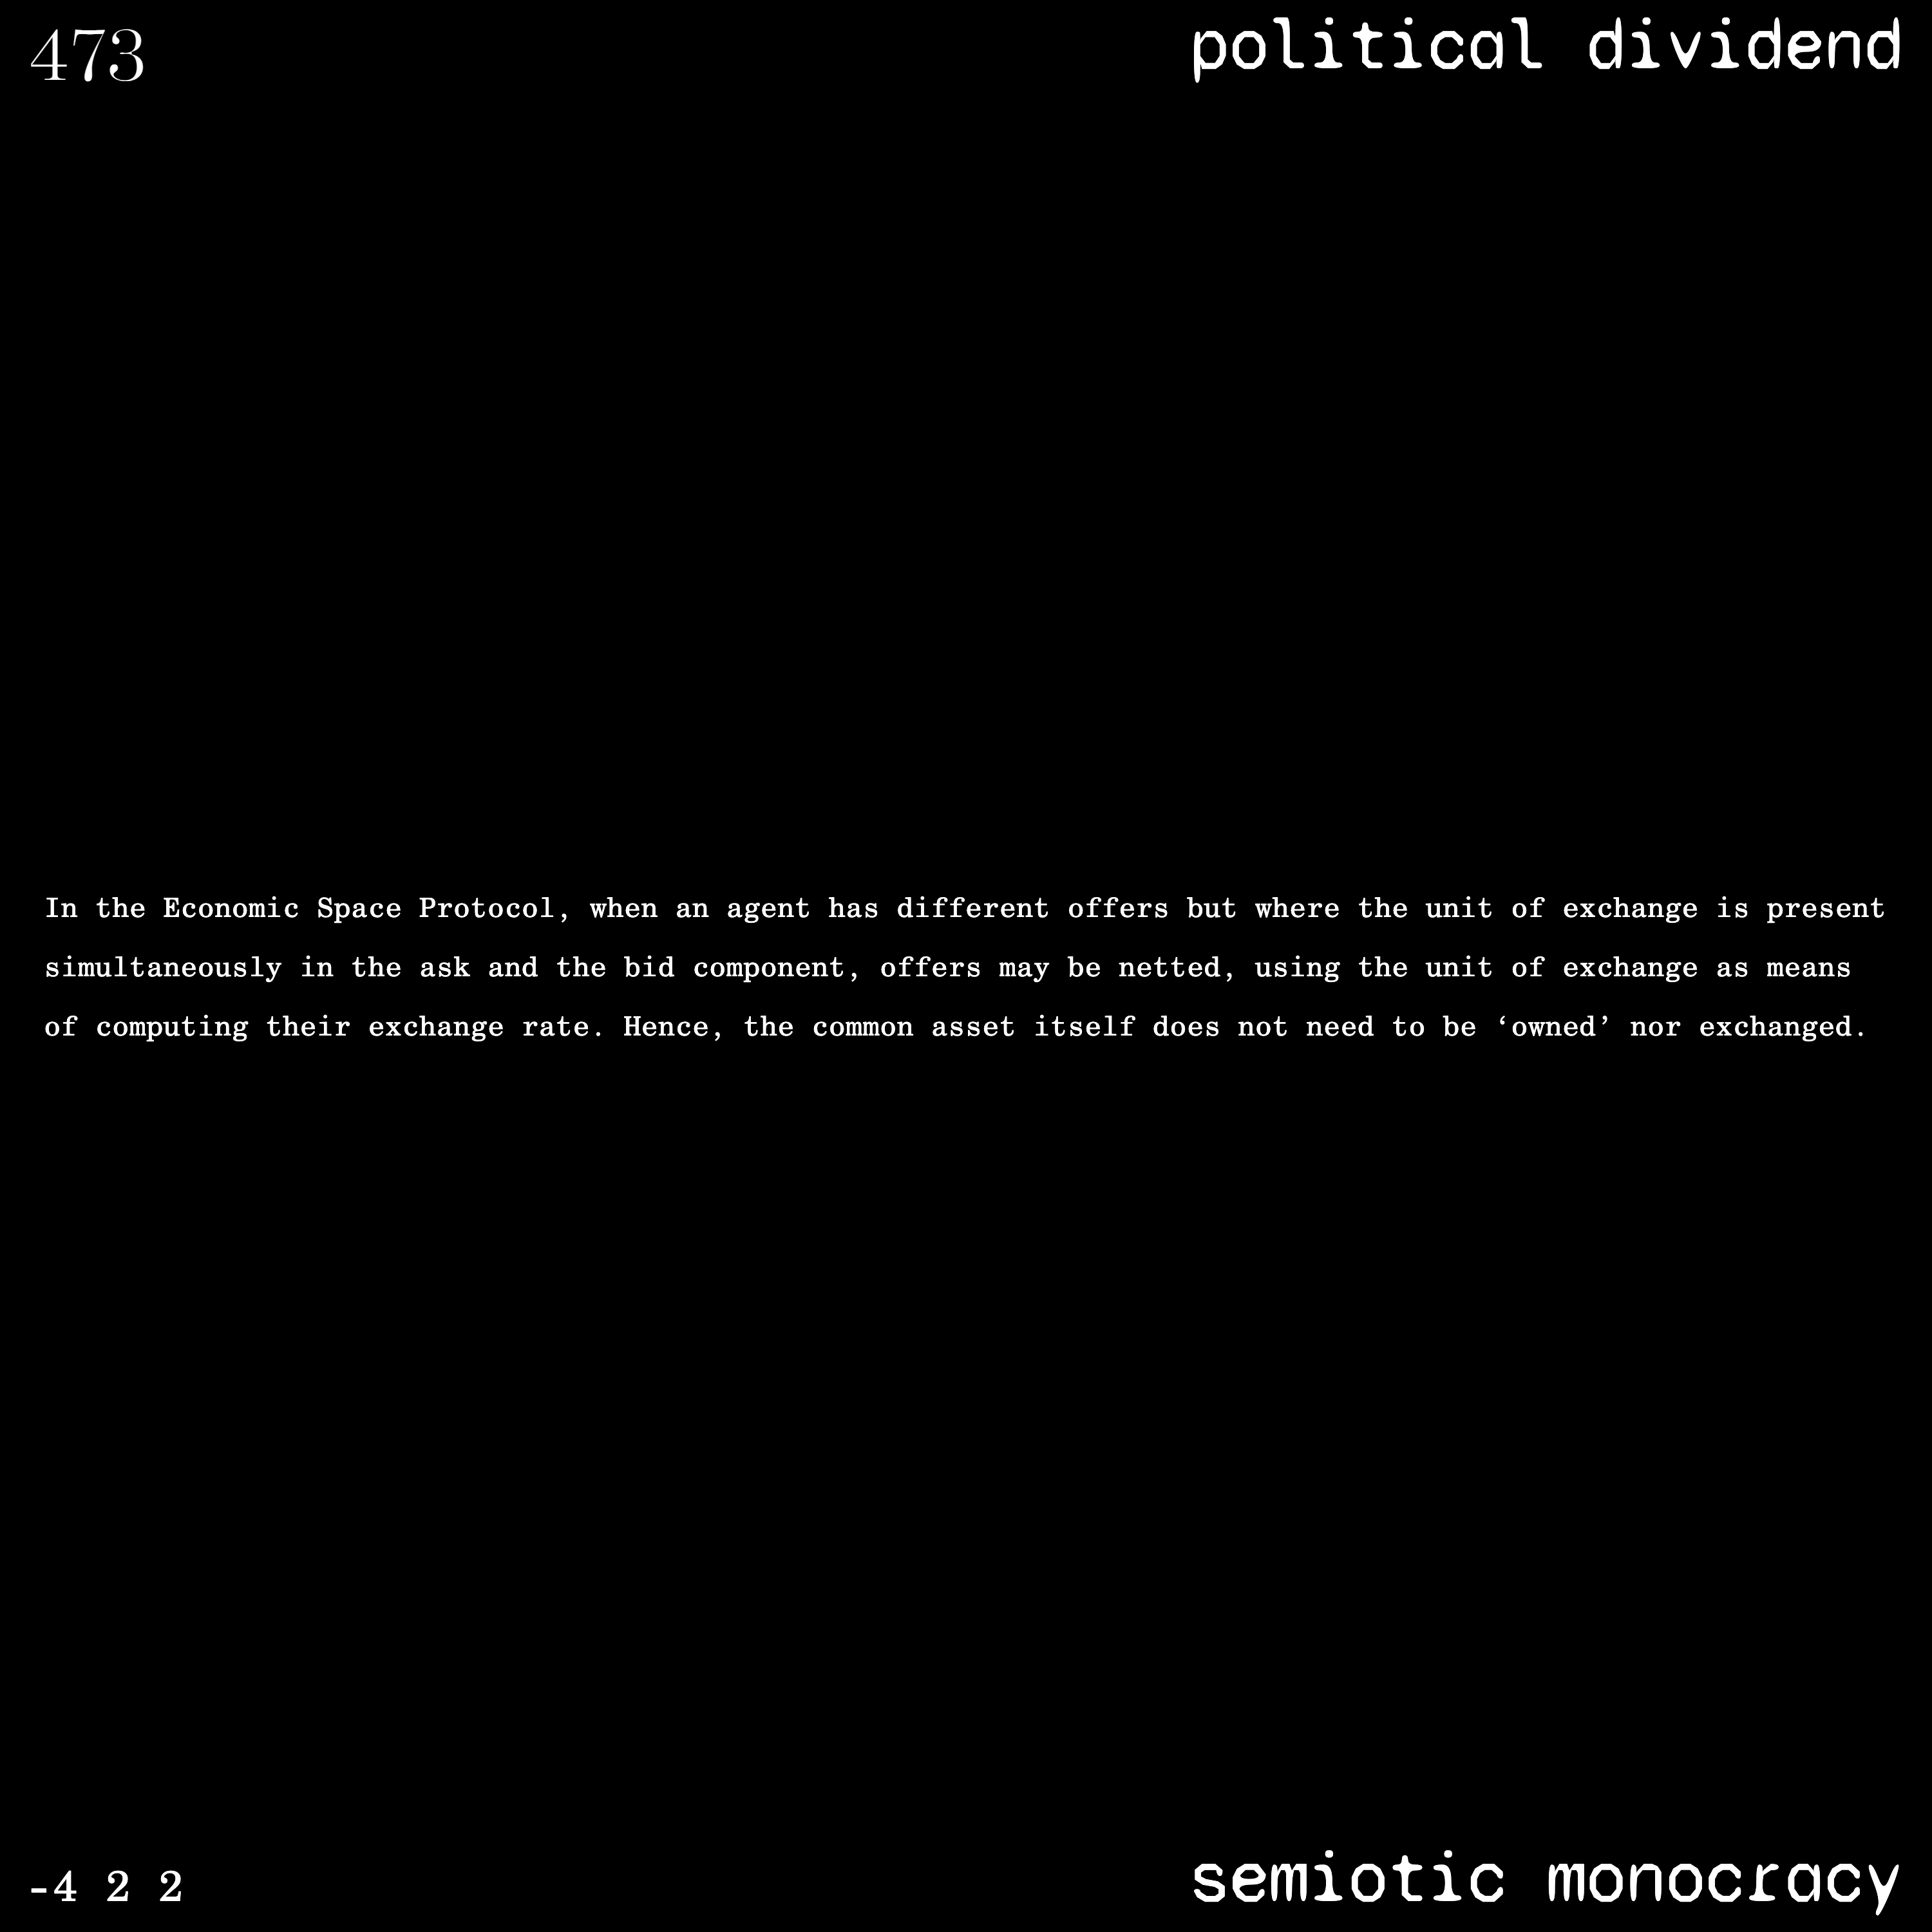 473
political dividend
In the Economic Space Protocol, when an agent has different offers but where the unit of exchange is present
simultaneously in the ask and the bid component, offers may be netted, using the unit of exchange as means
of computing their exchange rate. Hence, the common asset itself does not need to be ‘owned’ nor exchanged.
-4 2 2
semiotic monocracy